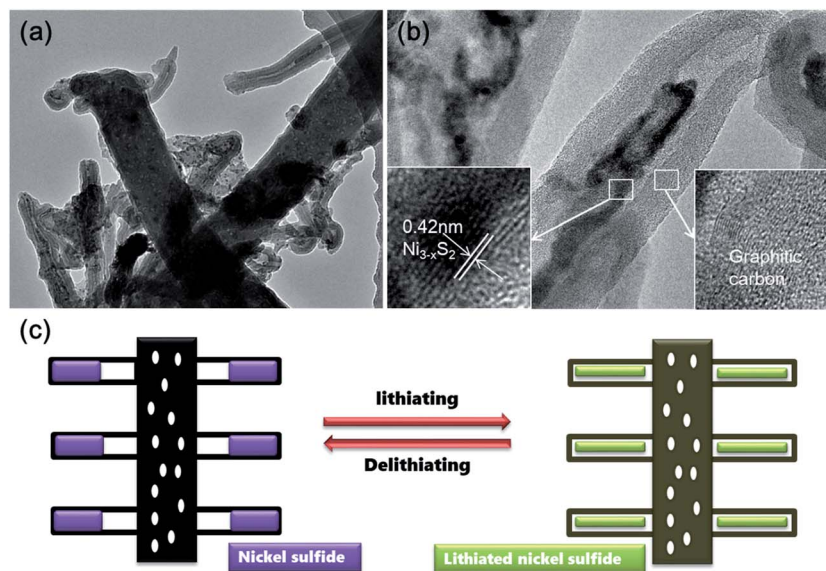 (a)
(b)
0.42nm
Ni3-xS2
Graphitic
carbon
(c)
lithiating
Delithiating
Nickel sulfide
Lithiated nickel sulfide